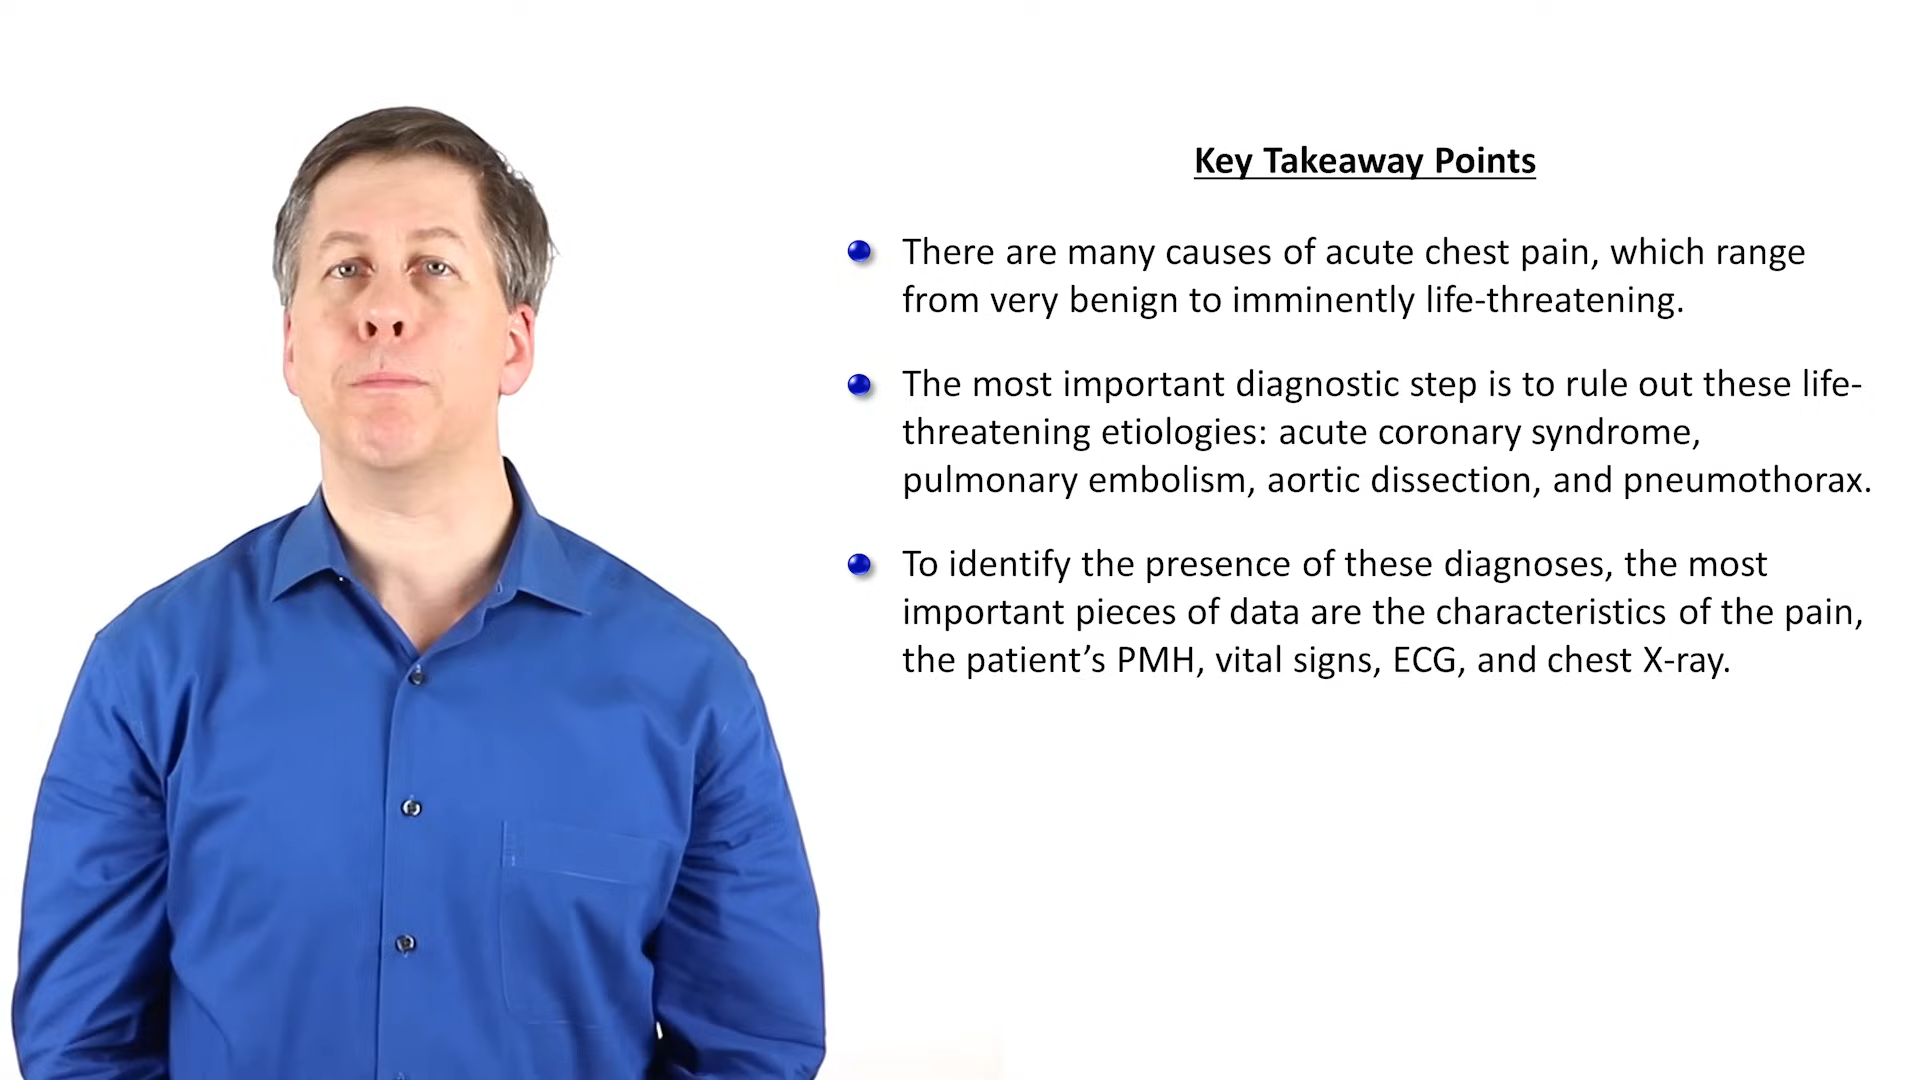 Key Takeaway Points
There are many causes of acute chest pain, which range
from very benign to imminently life-threatening.
The most important diagnostic step is to rule out these life-
threatening etiologies: acute coronary syndrome,
pulmonary embolism, aortic dissection, and pneumothorax.
To identify the presence of these diagnoses, the most
important pieces of data are the characteristics of the pain,
the patient’s PMH, vital signs, ECG, and chest X-ray.